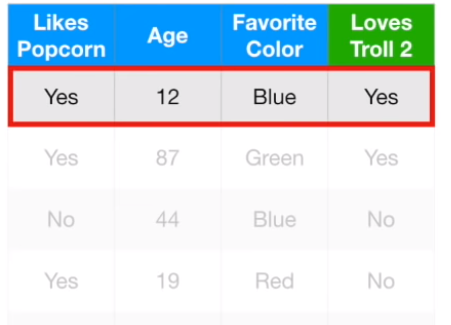 Likes Popcorn Age Favorite Color Loves Troll 2
Yes 12 Blue Yes
Yes 87 Green Yes
No 44 Blue No
Yes 19 Red No